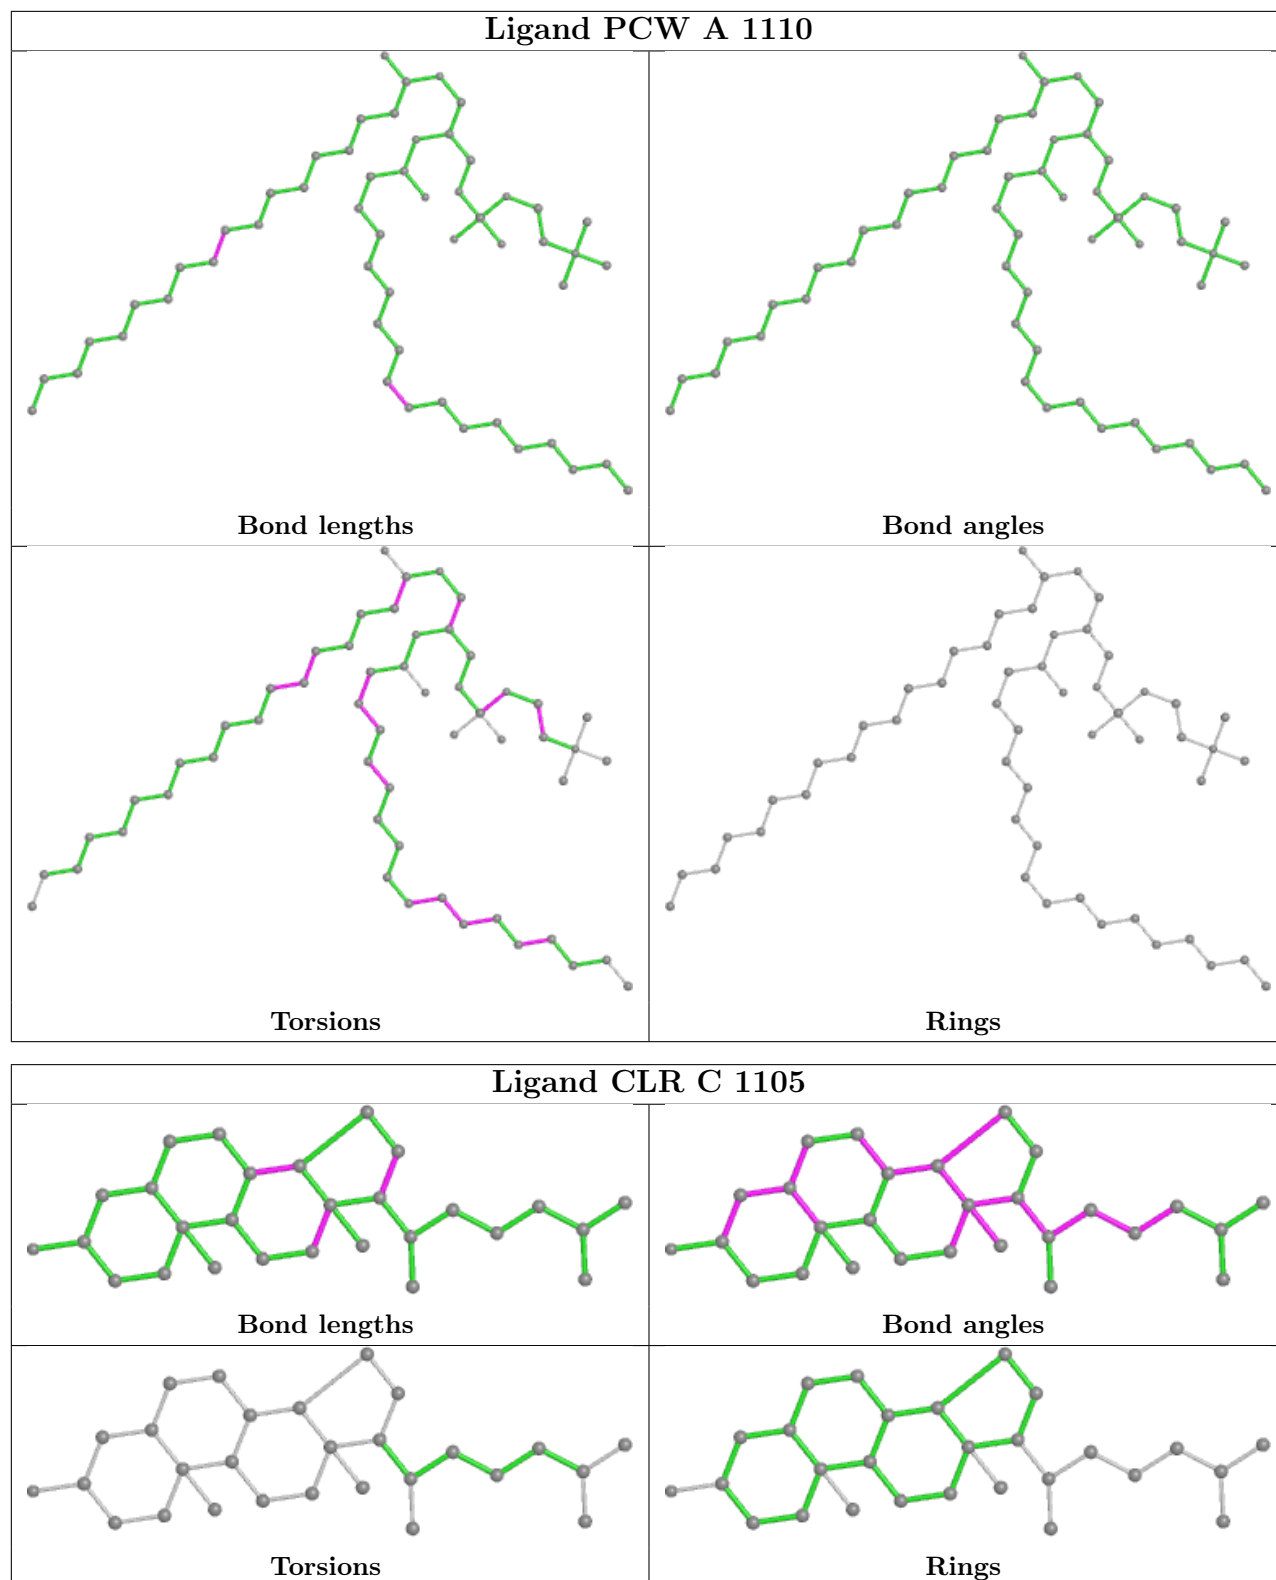 Ligand PCW A 1110
Bond lengths
Bond angles
Torsions
Rings
Ligand CLR C 1105
Bond lengths
Bond angles
Torsions
Rings